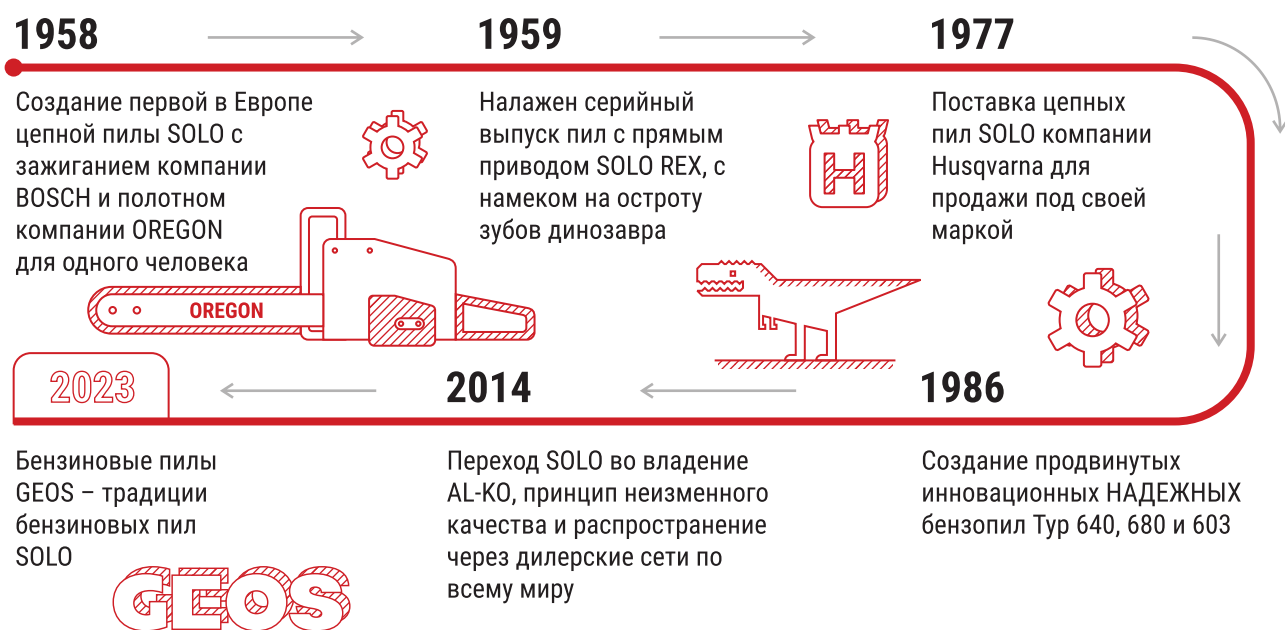 1958
Создание первой в Европе
цепной пилы SOLO с
зажиганием компании
BOSCH и полотном
компании OREGON
для одного человека
OREGON
1959
Налажен серийный
выпуск пил с прямым
приводом SOLO REX, с
намеком на остроту
зубов динозавра
H
1977
Поставка цепных
пил SOLO компании
Husqvarna для
продажи под своей
маркой
1986
Создание продвинутых
инновационных НАДЕЖНЫХ
бензопил Тур 640, 680 и 603
2014
Переход SOLO во владение
AL-KO, принцип неизменного
качества и распространение
через дилерские сети по
всему миру
2023
Бензиновые пилы
GEOS – традиции
бензиновых пил
SOLO
GEOS